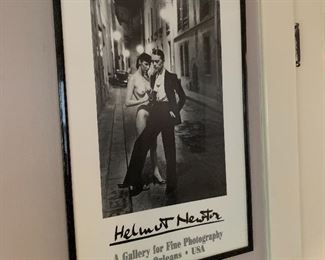 Helmut Newton
A Gallery for Fine Photography
Orleans • USA